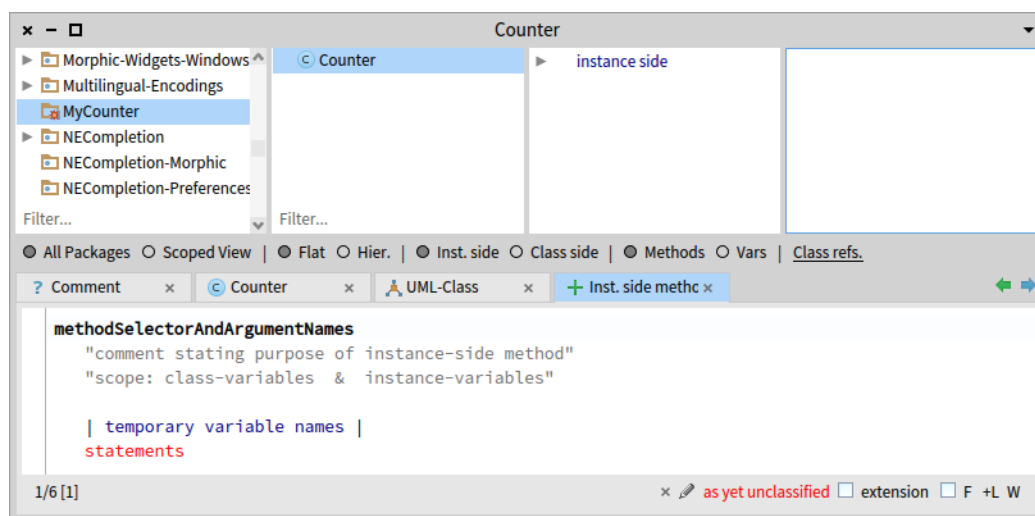 Counter
Morphic-Widgets-Windows
Multilingual-Encodings
MyCounter
NECompletion
NECompletion-Morphic
NECompletion-Preferences
Filter...
Counter
Filter...
instance side
All Packages Scoped View | Flat Hier. | Inst. side Class side | Methods Vars | Class refs.
? Comment × Counter × UML-Class × Inst. side methc ×
methodSelectorAndArgumentNames
"comment stating purpose of instance-side method"
"scope: class-variables & instance-variables"
| temporary variable names |
statements
1/6 [1] × as yet unclassified extension F +L W